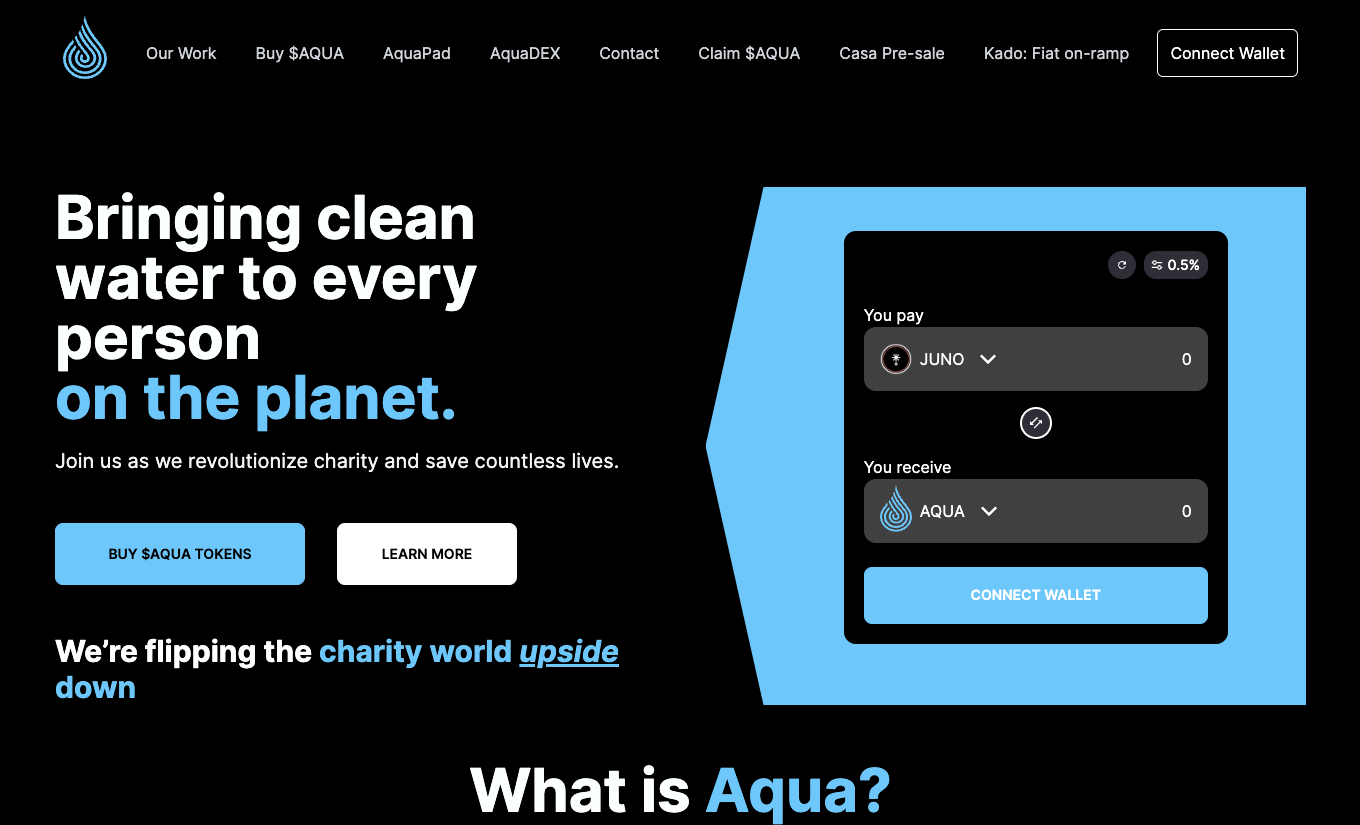 Our Work
Buy $AQUA
AquaPad
AquaDEX
Contact
Claim $AQUA
Casa Pre-sale
Kado: Fiat on-ramp
Connect Wallet
Bringing clean
water to every
person
on the planet.
Join us as we revolutionize charity and save countless lives.
BUY $AQUA TOKENS
LEARN MORE
We’re flipping the charity world upside
down
0.5%
You pay
JUNO
0
You receive
AQUA
0
CONNECT WALLET
What is Aqua?